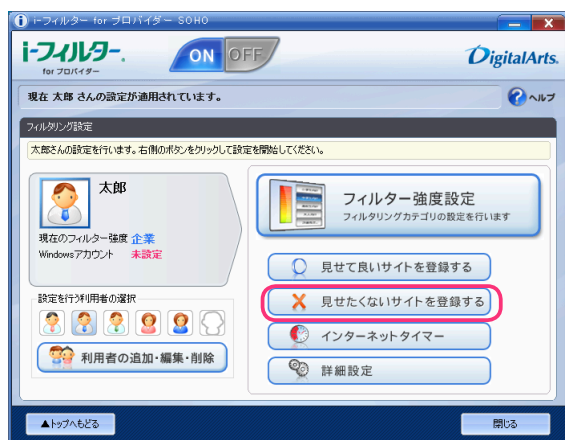 i-フィルター for プロバイダー SOHO
i-フィルター.
for プロバイダー
ON OFF
DigitalArts.
現在 太郎 さんの設定が適用されています。
ヘルプ
フィルタリング設定
太郎さんの設定を行います。右側のボタンをクリックして設定を開始してください。
太郎
現在のフィルター強度 企業
Windowsアカウント 未設定
フィルター強度設定
フィルタリングカテゴリの設定を行います
見せて良いサイトを登録する
見せたくないサイトを登録する
インターネットタイマー
詳細設定
設定を行う利用者の選択
利用者の追加・編集・削除
▲トップへもどる
閉じる